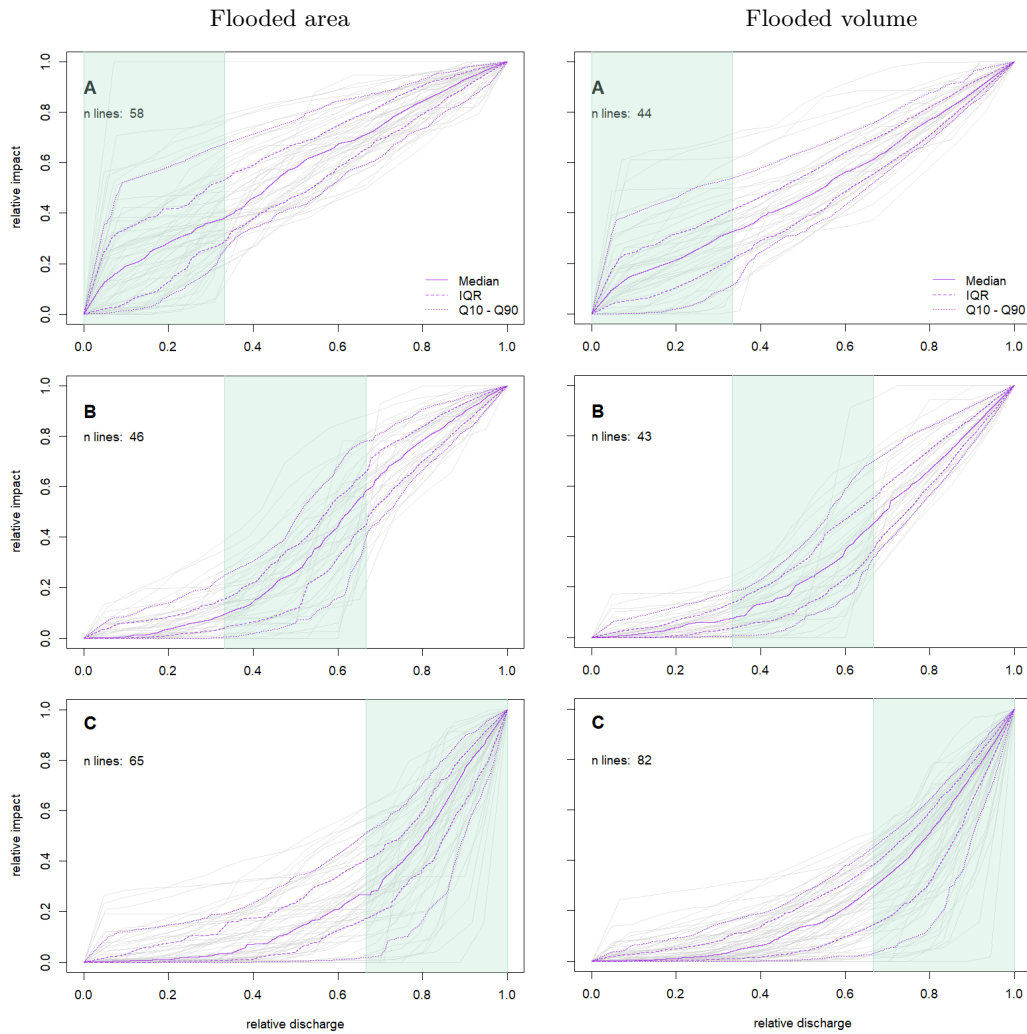 Flooded area
Flooded volume
A
n lines: 58
relative impact
0.0 0.2 0.4 0.6 0.8 1.0
Median
IQR
Q10 - Q90
0.0 0.2 0.4 0.6 0.8 1.0
A
n lines: 44
Median
IQR
Q10 - Q90
0.0 0.2 0.4 0.6 0.8 1.0
B
n lines: 46
relative impact
0.0 0.2 0.4 0.6 0.8 1.0
0.0 0.2 0.4 0.6 0.8 1.0
B
n lines: 43
0.0 0.2 0.4 0.6 0.8 1.0
C
n lines: 65
relative impact
0.0 0.2 0.4 0.6 0.8 1.0
0.0 0.2 0.4 0.6 0.8 1.0
relative discharge
C
n lines: 82
0.0 0.2 0.4 0.6 0.8 1.0
relative discharge